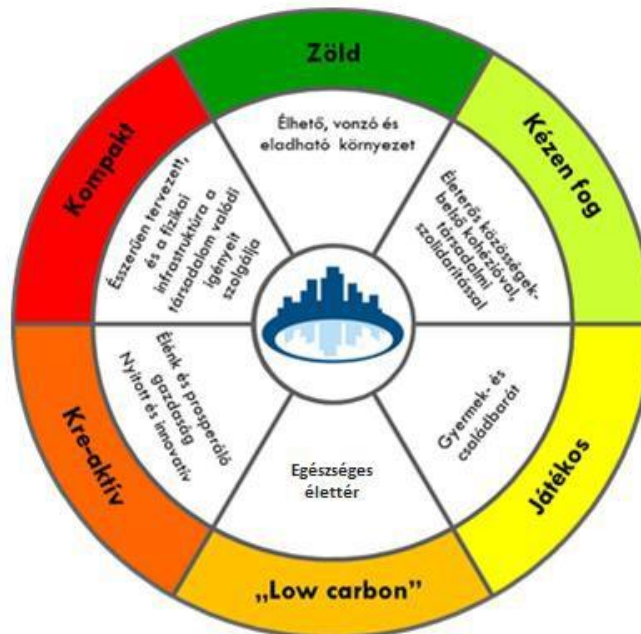 Zöld
Élhető, vonzó és
eladható környezet
Kézen fog
Életerős közösségek-
belső kohézióval,
társadalmi
szolidaritással
Játékos
Gyermek- és
családbarát
„Low carbon”
Egészséges
élettér
Kre-aktív
Élénk és prosperáló
gazdaság
Nyitott és innovatív
Kompakt
Ésszerűen tervezett,
és a fizikai
infrastruktúra a
társadalom valódi
igényeit
szolgálja